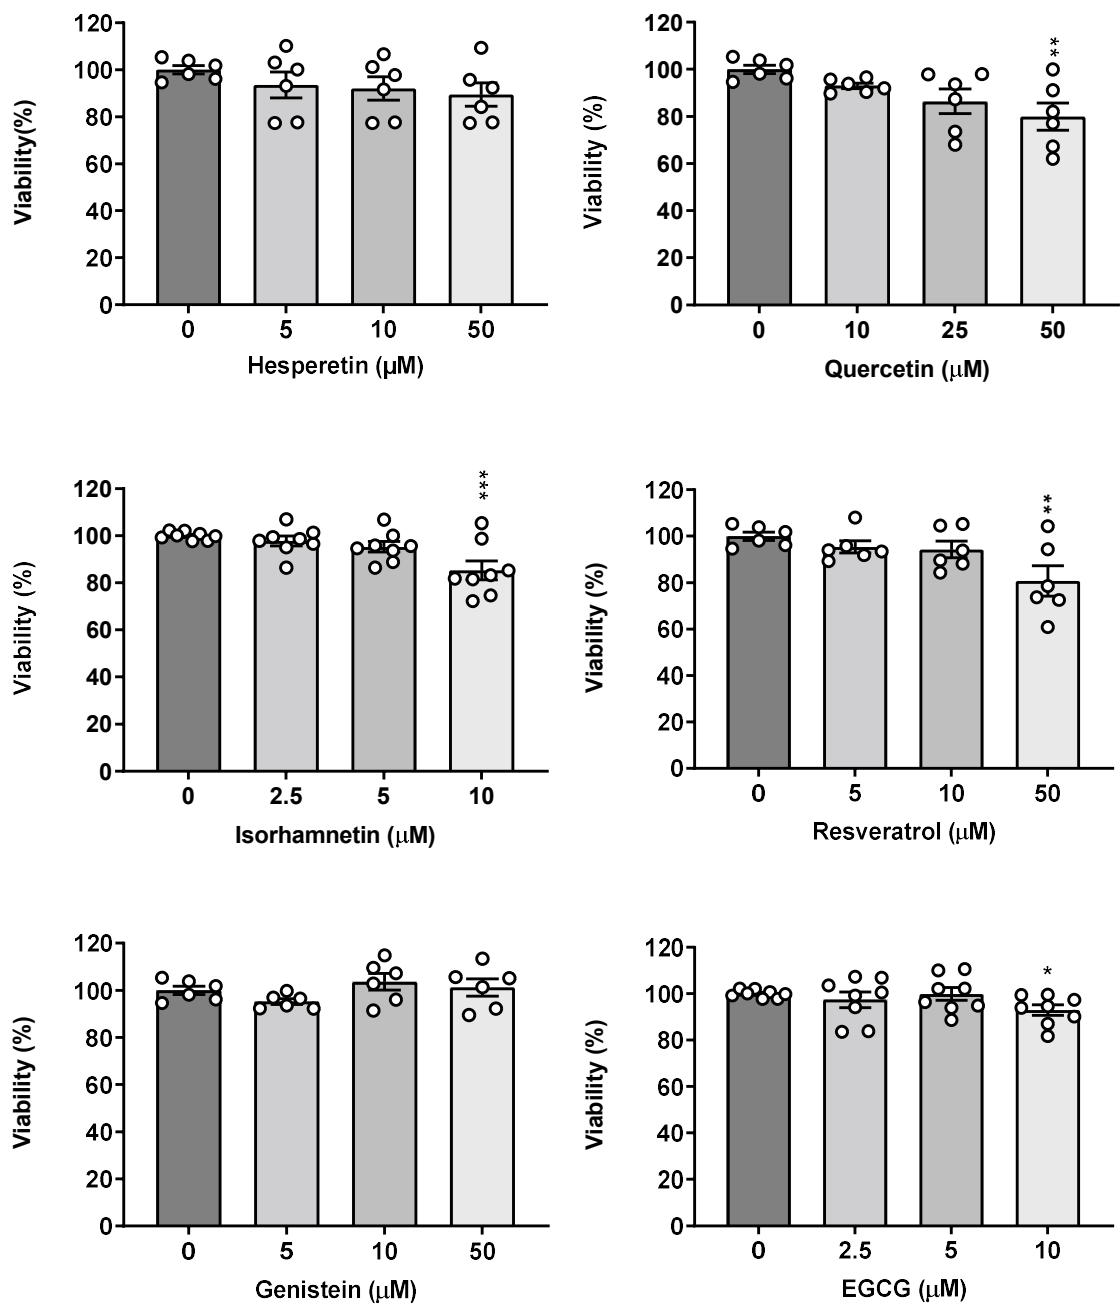 120
100
80
60
40
20
0
Viability(%)
0 5 10 50
Hesperetin (µM)
**
120
100
80
60
40
20
0
Viability (%)
0 10 25 50
Quercetin (µM)
***
120
100
80
60
40
20
0
Viability (%)
0 2.5 5 10
Isorhamnetin (µM)
**
120
100
80
60
40
20
0
Viability (%)
0 5 10 50
Resveratrol (µM)
120
100
80
60
40
20
0
Viability (%)
0 5 10 50
Genistein (µM)
*
120
100
80
60
40
20
0
Viability (%)
0 2.5 5 10
EGCG (µM)